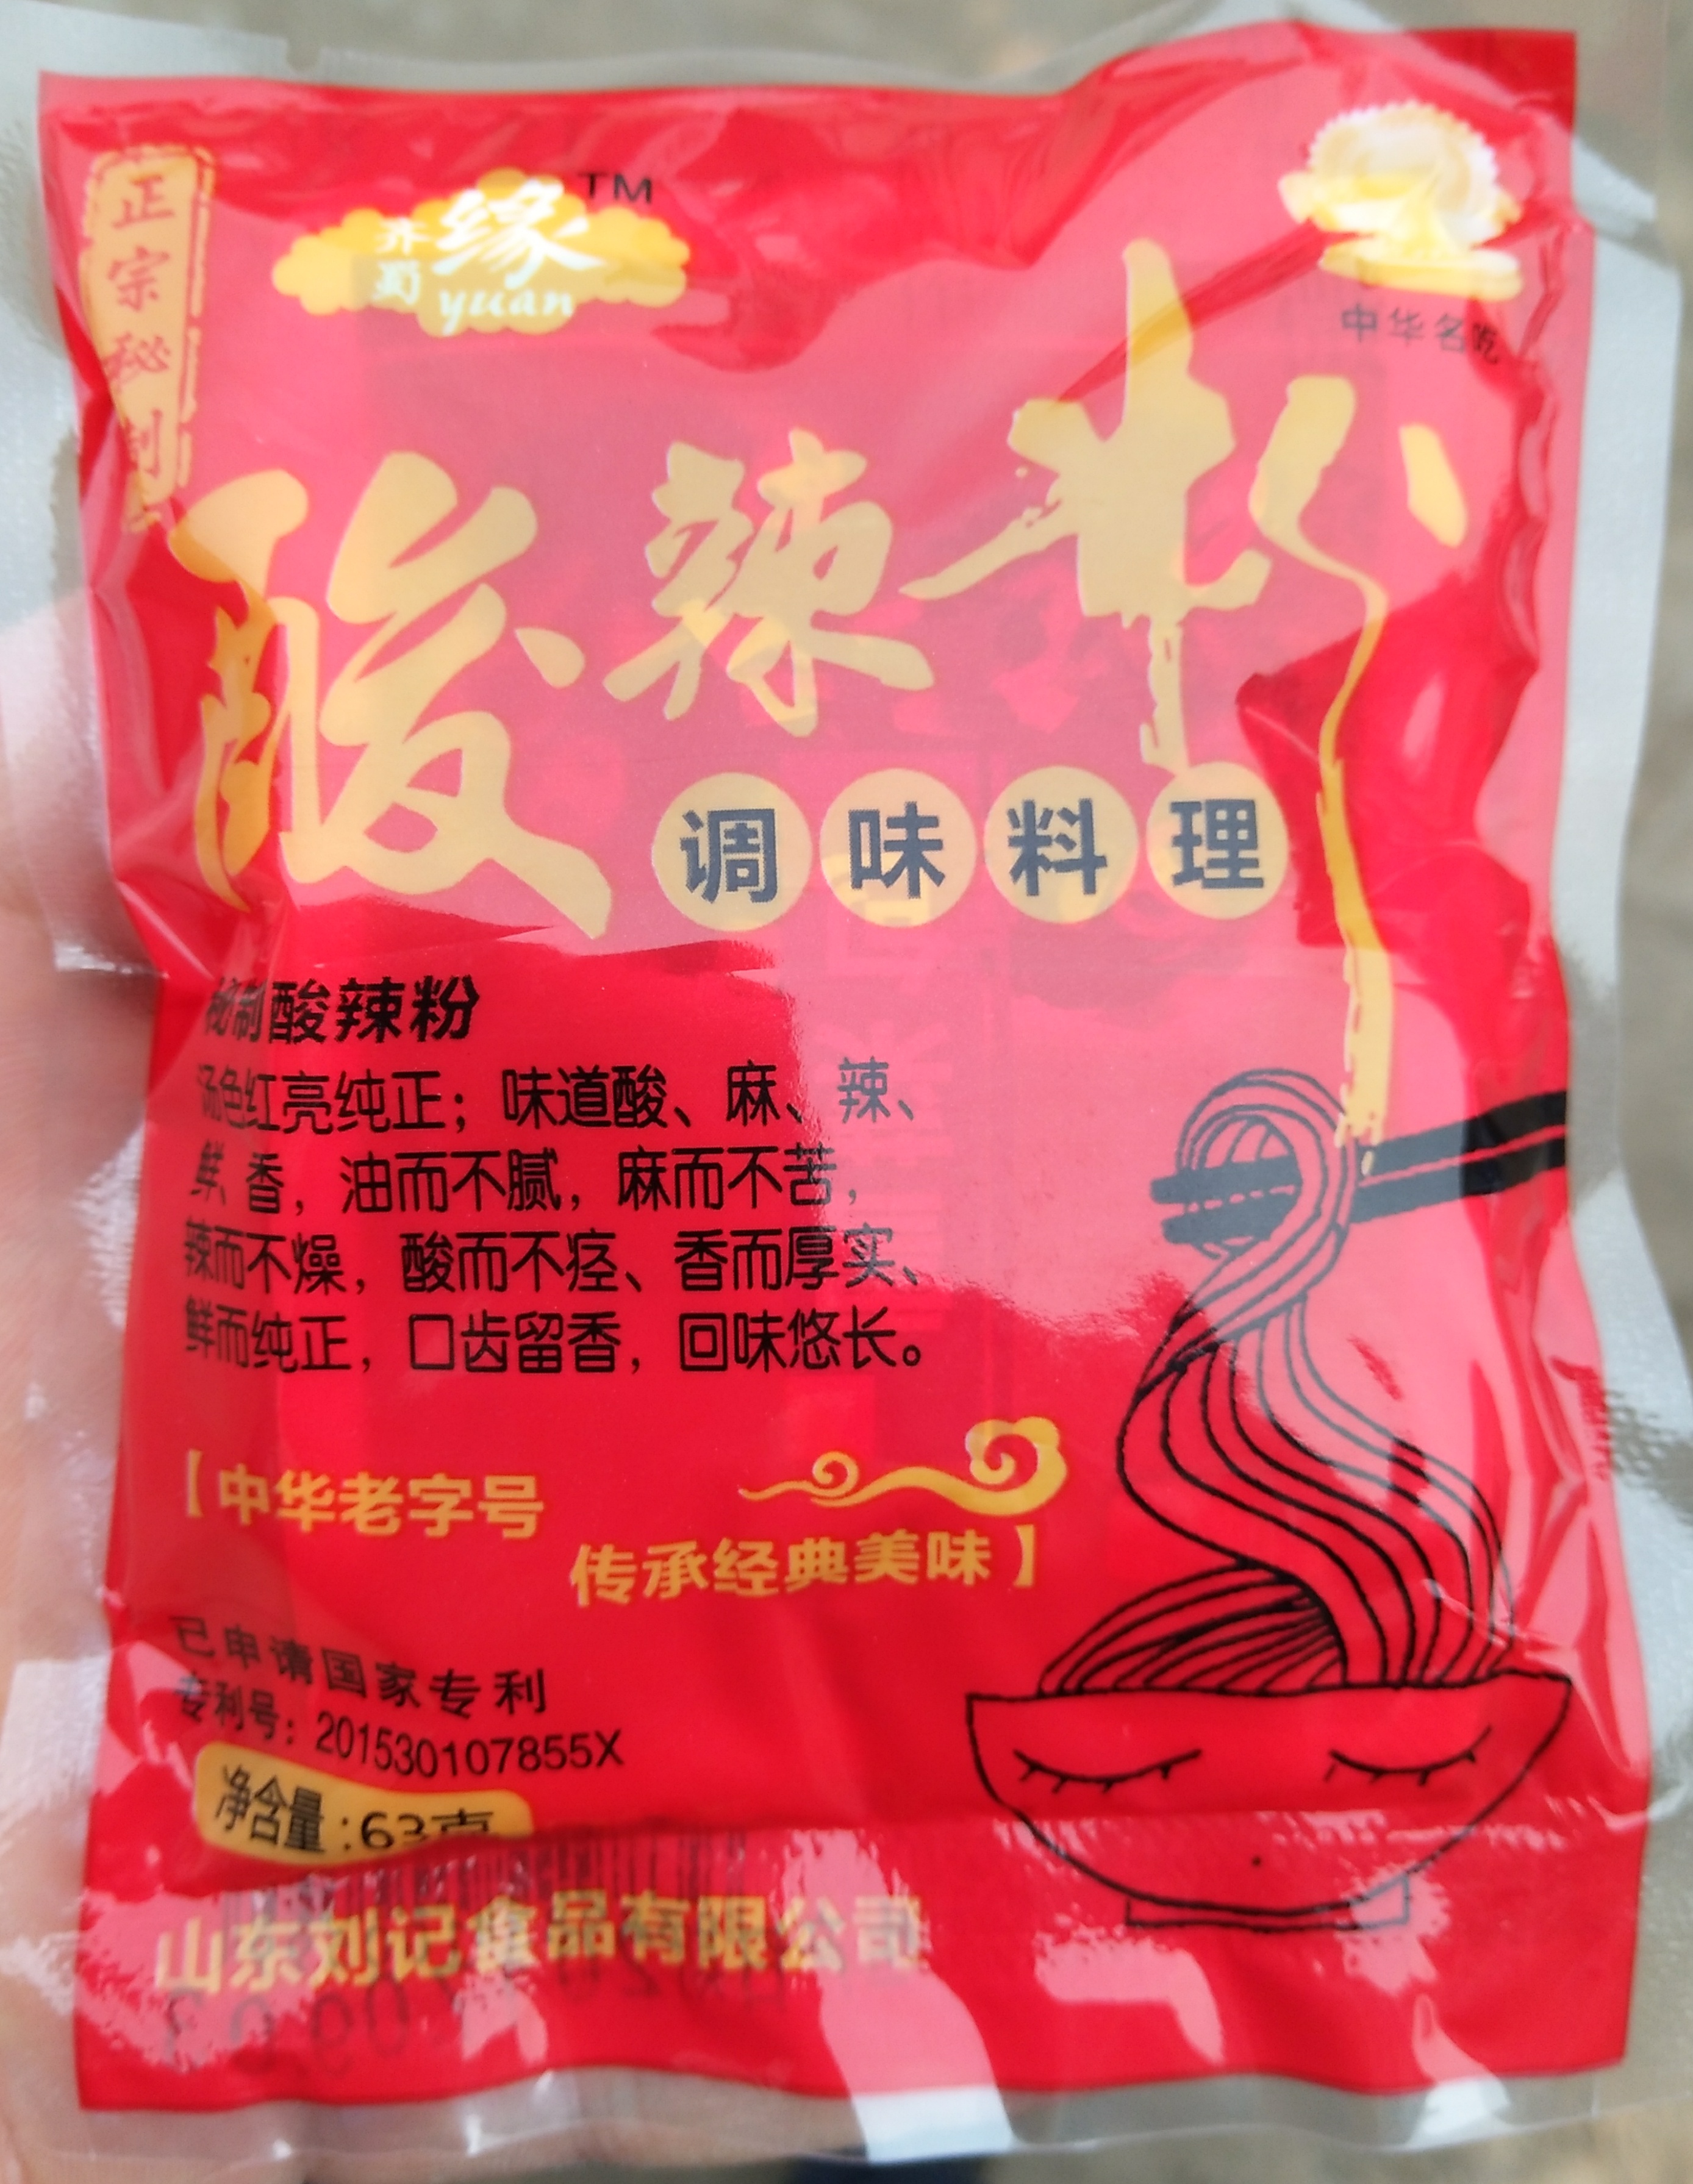 正宗秘制
齐蜀缘
yuan
TM
中华名吃
酸辣粉
调味料理
秘制酸辣粉
汤色红亮纯正；味道酸、麻、辣、
鲜、香，油而不腻，麻而不苦，
辣而不燥，酸而不痉、香而厚实、
鲜而纯正，口齿留香，回味悠长。
【中华老字号
传承经典美味】
已申请国家专利
专利号：201530107855X
净含量：63克
山东刘记食品有限公司